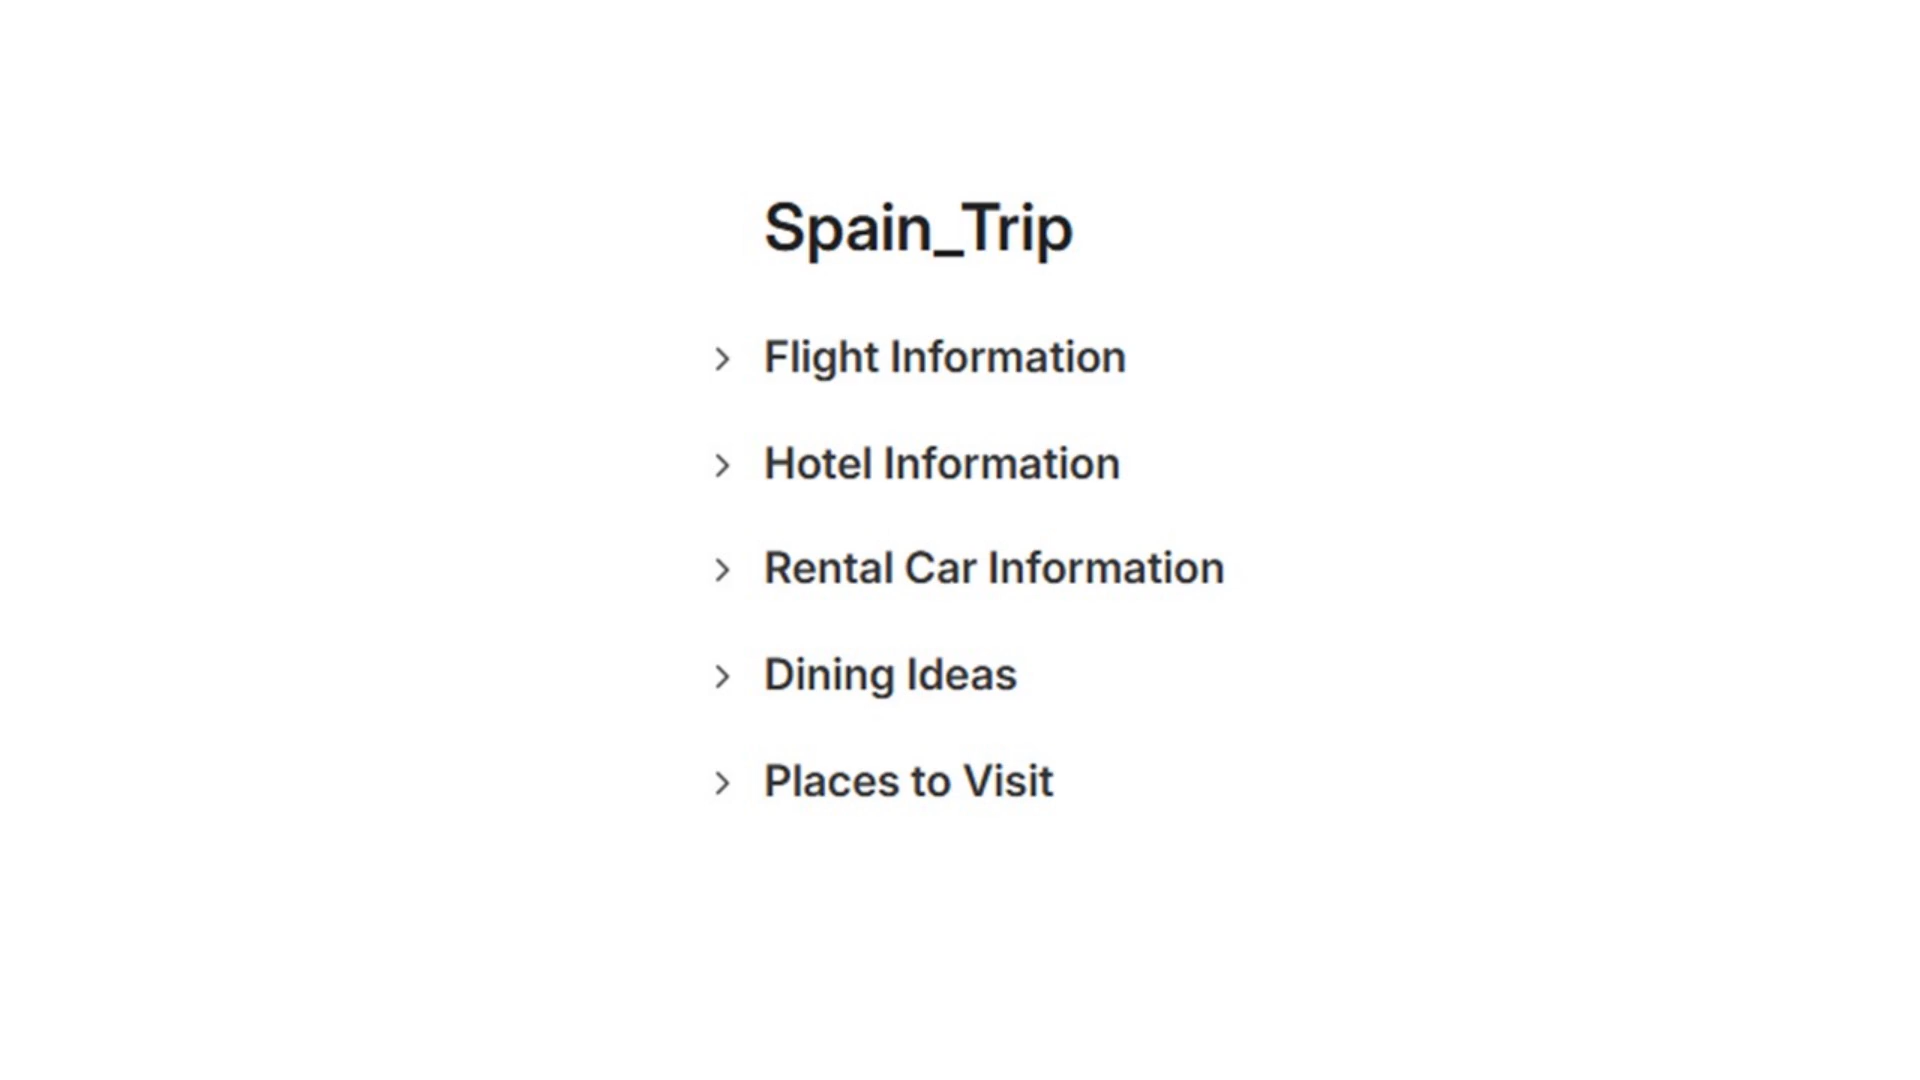 Spain_Trip
Flight Information
Hotel Information
Rental Car Information
Dining Ideas
Places to Visit